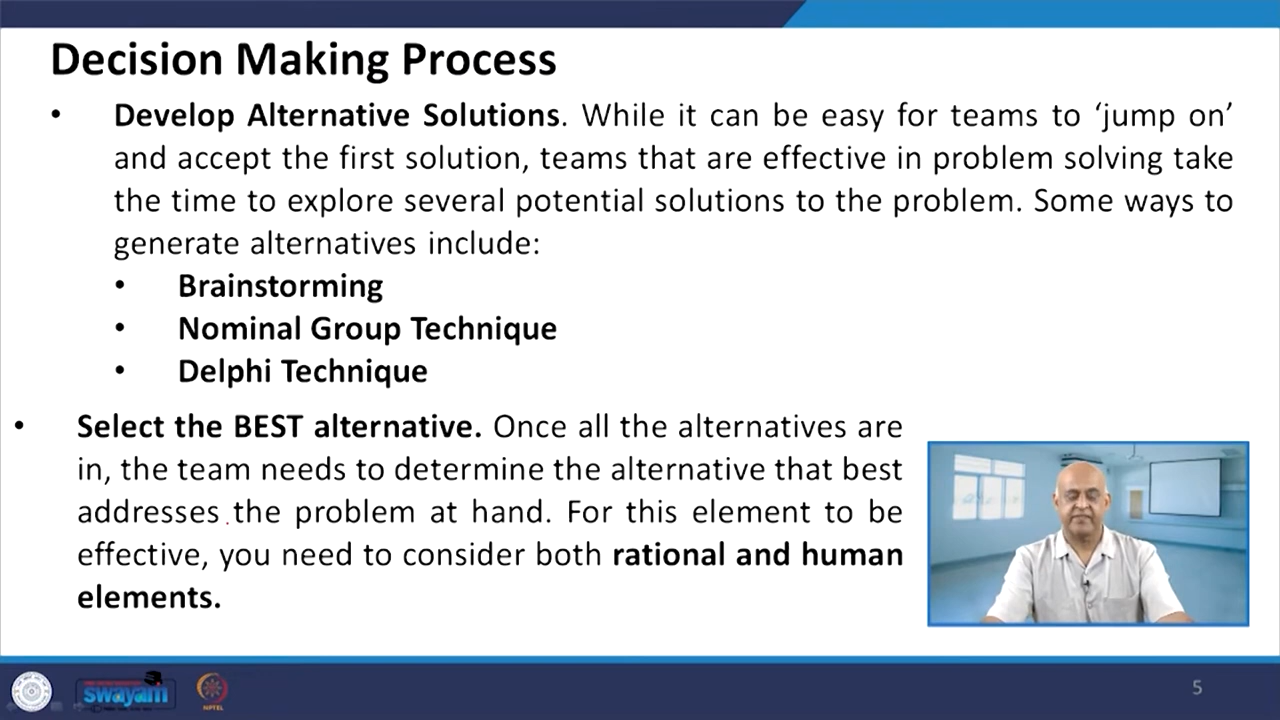 Decision Making Process
• Develop Alternative Solutions. While it can be easy for teams to ‘jump on’
and accept the first solution, teams that are effective in problem solving take
the time to explore several potential solutions to the problem. Some ways to
generate alternatives include:
• Brainstorming
• Nominal Group Technique
• Delphi Technique
• Select the BEST alternative. Once all the alternatives are
in, the team needs to determine the alternative that best
addresses the problem at hand. For this element to be
effective, you need to consider both rational and human
elements.
swayam
NPTEL
5